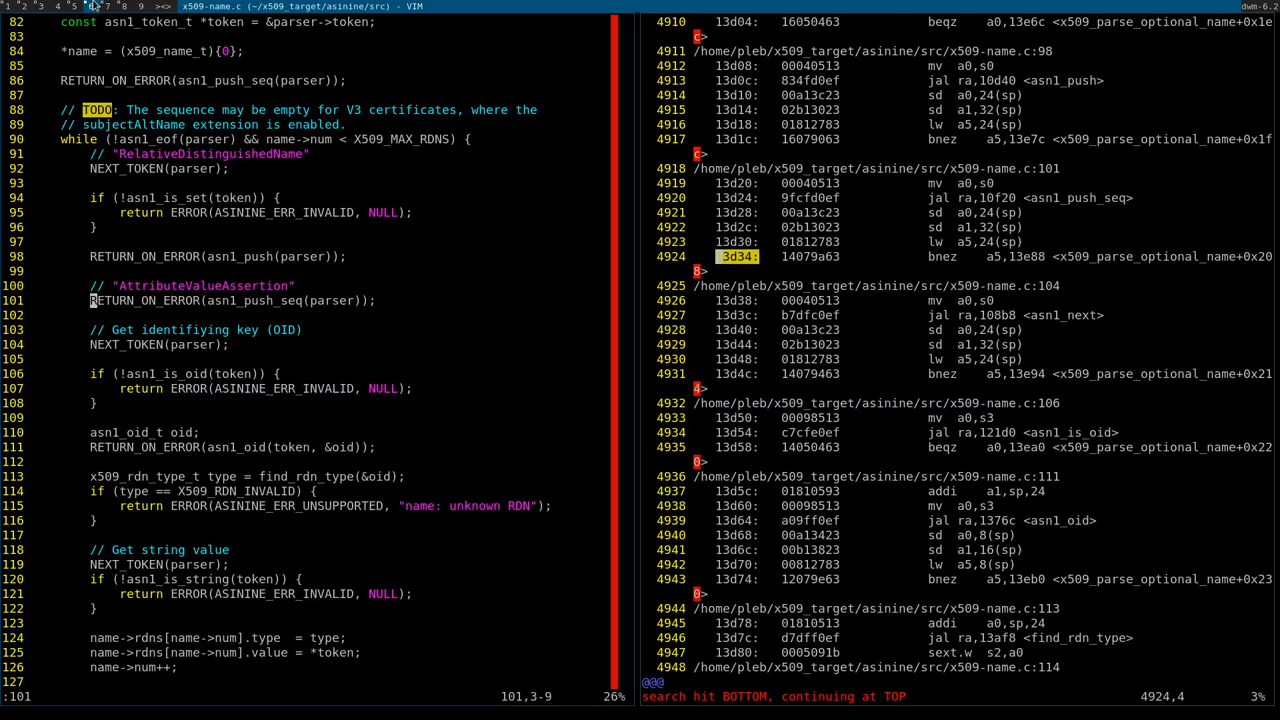 1 2 3 4 5 6 7 8 9 ><> x509-name.c (~/x509_target/asinine/src) - VIM dwm-6.2
82 const asn1_token_t *token = &parser->token;
83
84 *name = (x509_name_t){0};
85
86 RETURN_ON_ERROR(asn1_push_seq(parser));
87
88 // TODO: The sequence may be empty for V3 certificates, where the
89 // subjectAltName extension is enabled.
90 while (!asn1_eof(parser) && name->num < X509_MAX_RDNS) {
91 // "RelativeDistinguishedName"
92 NEXT_TOKEN(parser);
93
94 if (!asn1_is_set(token)) {
95 return ERROR(ASININE_ERR_INVALID, NULL);
96 }
97
98 RETURN_ON_ERROR(asn1_push(parser));
99
100 // "AttributeValueAssertion"
101 RETURN_ON_ERROR(asn1_push_seq(parser));
102
103 // Get identifiying key (OID)
104 NEXT_TOKEN(parser);
105
106 if (!asn1_is_oid(token)) {
107 return ERROR(ASININE_ERR_INVALID, NULL);
108 }
109
110 asn1_oid_t oid;
111 RETURN_ON_ERROR(asn1_oid(token, &oid));
112
113 x509_rdn_type_t type = find_rdn_type(&oid);
114 if (type == X509_RDN_INVALID) {
115 return ERROR(ASININE_ERR_UNSUPPORTED, "name: unknown RDN");
116 }
117
118 // Get string value
119 NEXT_TOKEN(parser);
120 if (!asn1_is_string(token)) {
121 return ERROR(ASININE_ERR_INVALID, NULL);
122 }
123
124 name->rdns[name->num].type = type;
125 name->rdns[name->num].value = *token;
126 name->num++;
127
:101 101,3-9 26%
4910 13d04: 16050463 beqz a0,13e6c <x509_parse_optional_name+0x1e
c>
4911 /home/pleb/x509_target/asinine/src/x509-name.c:98
4912 13d08: 00040513 mv a0,s0
4913 13d0c: 834fd0ef jal ra,10d40 <asn1_push>
4914 13d10: 00a13c23 sd a0,24(sp)
4915 13d14: 02b13023 sd a1,32(sp)
4916 13d18: 01812783 lw a5,24(sp)
4917 13d1c: 16079063 bnez a5,13e7c <x509_parse_optional_name+0x1f
c>
4918 /home/pleb/x509_target/asinine/src/x509-name.c:101
4919 13d20: 00040513 mv a0,s0
4920 13d24: 9fcfd0ef jal ra,10f20 <asn1_push_seq>
4921 13d28: 00a13c23 sd a0,24(sp)
4922 13d2c: 02b13023 sd a1,32(sp)
4923 13d30: 01812783 lw a5,24(sp)
4924 3d34: 14079a63 bnez a5,13e88 <x509_parse_optional_name+0x20
8>
4925 /home/pleb/x509_target/asinine/src/x509-name.c:104
4926 13d38: 00040513 mv a0,s0
4927 13d3c: b7dfc0ef jal ra,108b8 <asn1_next>
4928 13d40: 00a13c23 sd a0,24(sp)
4929 13d44: 02b13023 sd a1,32(sp)
4930 13d48: 01812783 lw a5,24(sp)
4931 13d4c: 14079463 bnez a5,13e94 <x509_parse_optional_name+0x21
4>
4932 /home/pleb/x509_target/asinine/src/x509-name.c:106
4933 13d50: 00098513 mv a0,s3
4934 13d54: c7cfe0ef jal ra,121d0 <asn1_is_oid>
4935 13d58: 14050463 beqz a0,13ea0 <x509_parse_optional_name+0x22
0>
4936 /home/pleb/x509_target/asinine/src/x509-name.c:111
4937 13d5c: 01810593 addi a1,sp,24
4938 13d60: 00098513 mv a0,s3
4939 13d64: a09ff0ef jal ra,1376c <asn1_oid>
4940 13d68: 00a13423 sd a0,8(sp)
4941 13d6c: 00b13823 sd a1,16(sp)
4942 13d70: 00812783 lw a5,8(sp)
4943 13d74: 12079e63 bnez a5,13eb0 <x509_parse_optional_name+0x23
0>
4944 /home/pleb/x509_target/asinine/src/x509-name.c:113
4945 13d78: 01810513 addi a0,sp,24
4946 13d7c: d7dff0ef jal ra,13af8 <find_rdn_type>
4947 13d80: 0005091b sext.w s2,a0
4948 /home/pleb/x509_target/asinine/src/x509-name.c:114
@@@
search hit BOTTOM, continuing at TOP 4924,4 3%